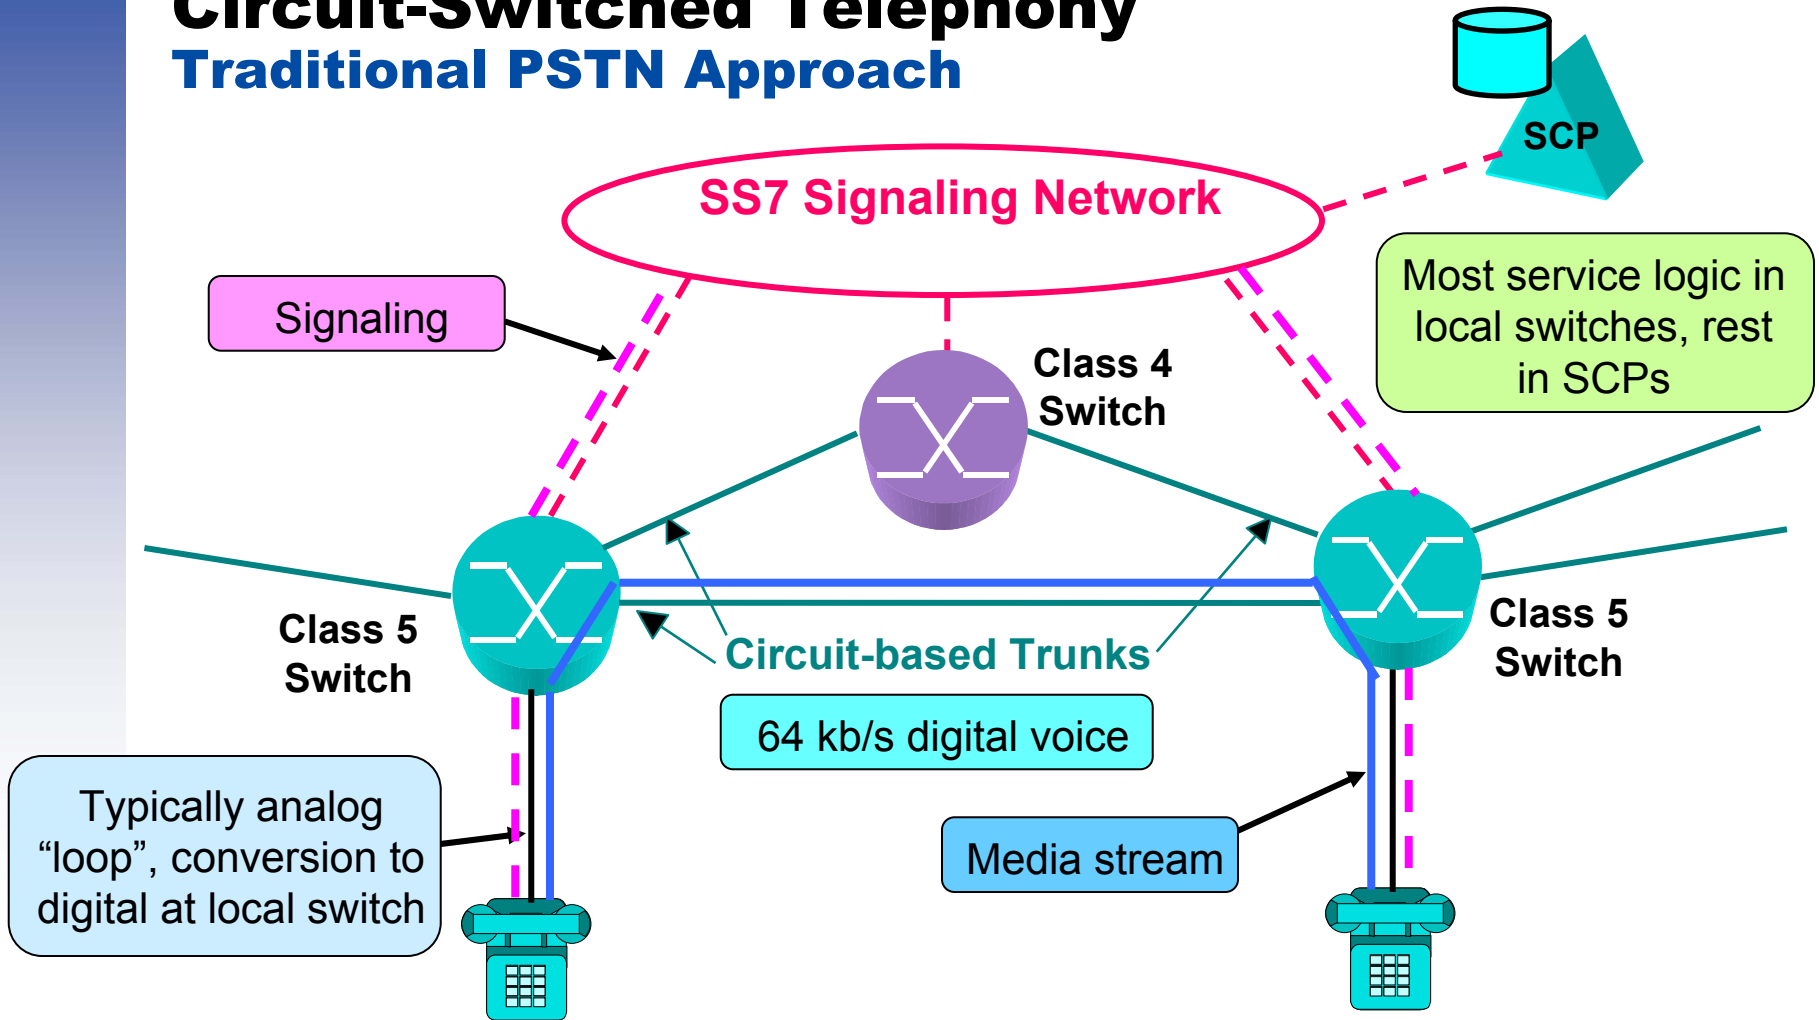 Circuit-Switched Telephony
Traditional PSTN Approach
SCP
SS7 Signaling Network
Signaling
Most service logic in
local switches, rest
in SCPs
Class 4
Switch
Class 5
Switch
Class 5
Switch
Circuit-based Trunks
64 kb/s digital voice
Typically analog
“loop”, conversion to
digital at local switch
Media stream